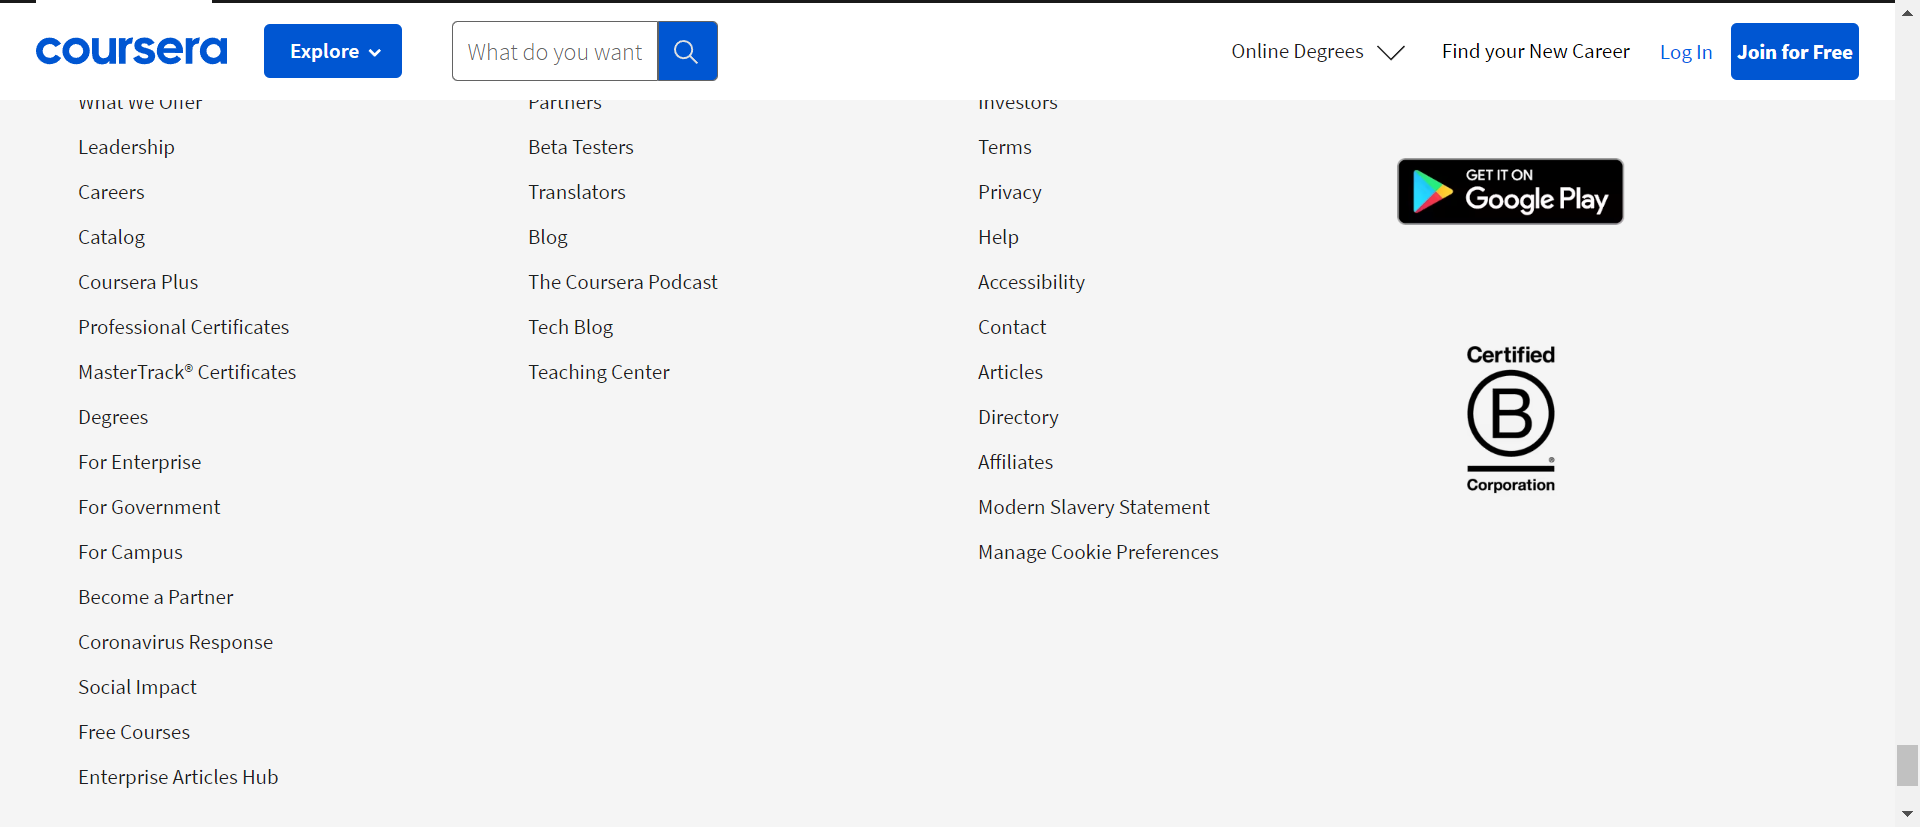 coursera
Explore
What do you want
Online Degrees
Find your New Career
Log In
Join for Free
What We Offer
Leadership
Careers
Catalog
Coursera Plus
Professional Certificates
MasterTrack® Certificates
Degrees
For Enterprise
For Government
For Campus
Become a Partner
Coronavirus Response
Social Impact
Free Courses
Enterprise Articles Hub
Partners
Beta Testers
Translators
Blog
The Coursera Podcast
Tech Blog
Teaching Center
Investors
Terms
Privacy
Help
Accessibility
Contact
Articles
Directory
Affiliates
Modern Slavery Statement
Manage Cookie Preferences
GET IT ON
Google Play
Certified
B
®
Corporation